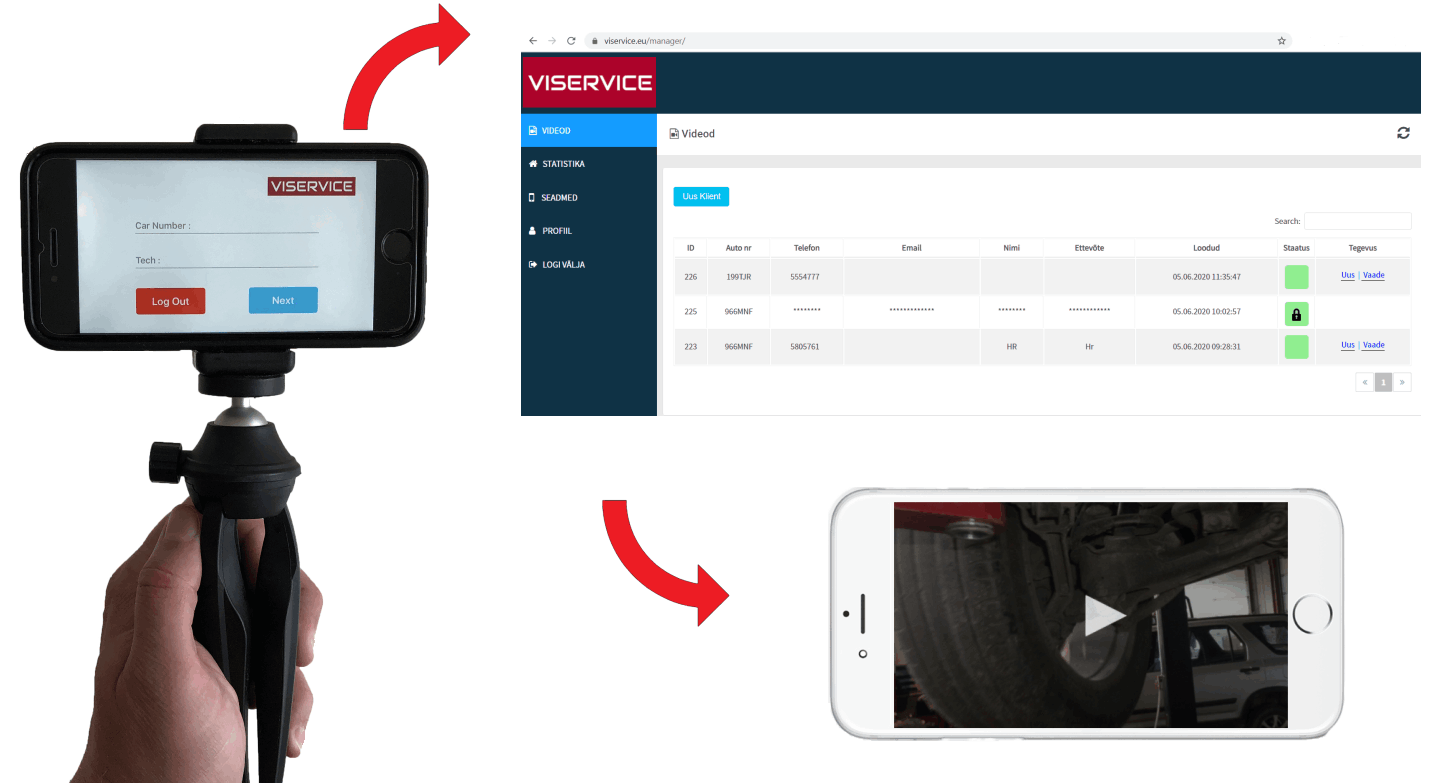 VISERVICE
Car Number :
Tech :
Log Out Next
viservice.eu/manager/
VISERVICE
VIDEOD
STATISTIKA
SEADMED
PROFIIL
LOGI VÄLJA
Videod
Uus Klient
Search:
ID Auto nr Telefon Email Nimi Ettevõte Loodud Staatus Tegevus
226 199TJR 5554777 05.06.2020 11:35:47 Uus | Vaade
225 966MNF ******** ************* ******** ************ 05.06.2020 10:02:57
223 966MNF 5805761 HR Hr 05.06.2020 09:28:31 Uus | Vaade
« 1 »